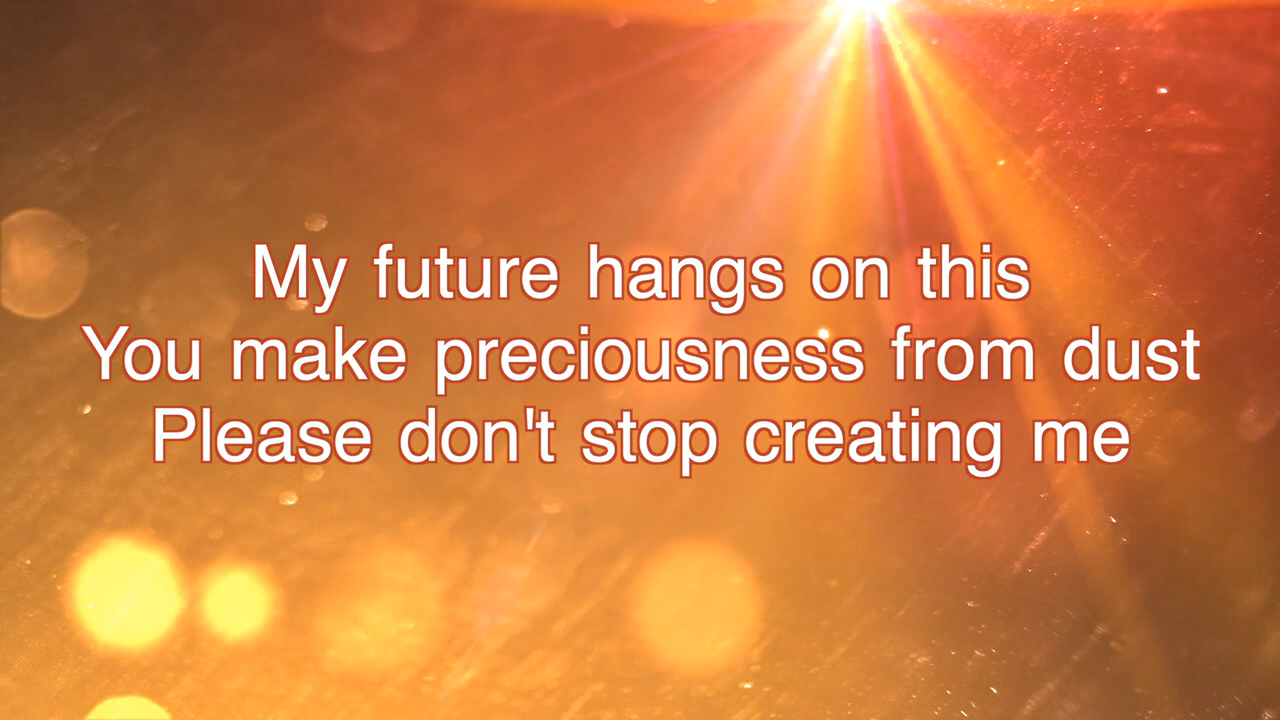 My future hangs on this
You make preciousness from dust
Please don't stop creating me